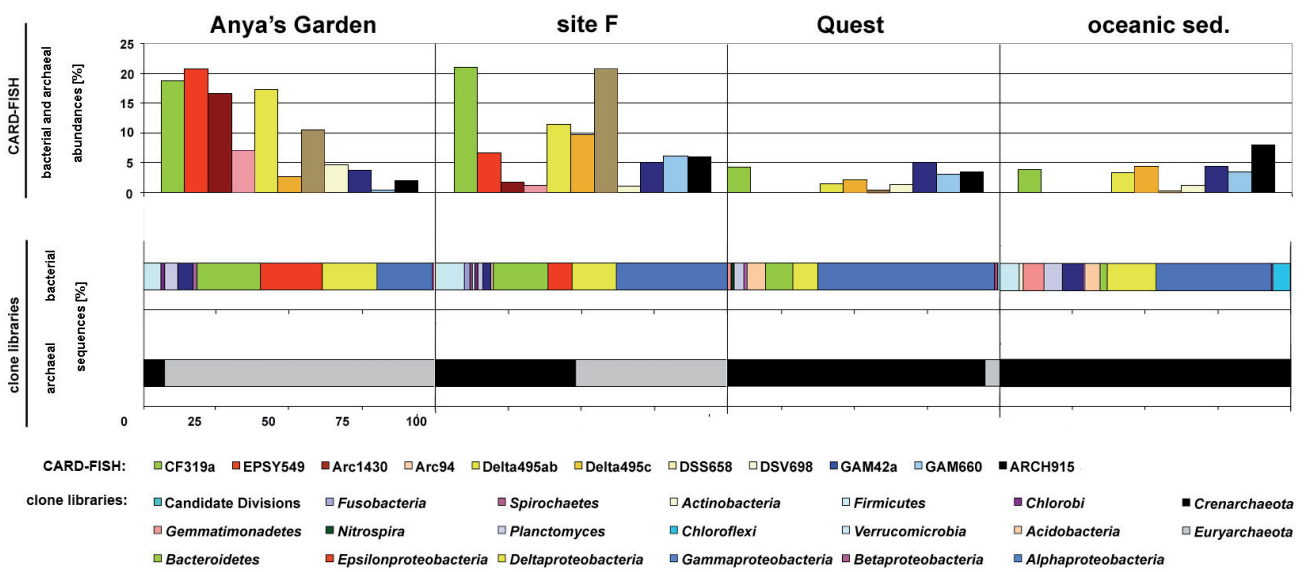 Anya’s Garden site F Quest oceanic sed.
CARD-FISH
bacterial and archaeal
abundances [%]
25
20
15
10
5
0
clone libraries
bacterial
archaeal
sequences [%]
0 25 50 75 100
CARD-FISH: CF319a EPSY549 Arc1430 Arc94 Delta495ab Delta495c DSS658 DSV698 GAM42a GAM660 ARCH915
clone libraries: Candidate Divisions Fusobacteria Spirochaetes Actinobacteria Firmicutes Chlorobi Crenarchaeota
Gemmatimonadetes Nitrospira Planctomyces Chloroflexi Verrucomicrobia Acidobacteria Euryarchaeota
Bacteroidetes Epsilonproteobacteria Deltaproteobacteria Gammaproteobacteria Betaproteobacteria Alphaproteobacteria